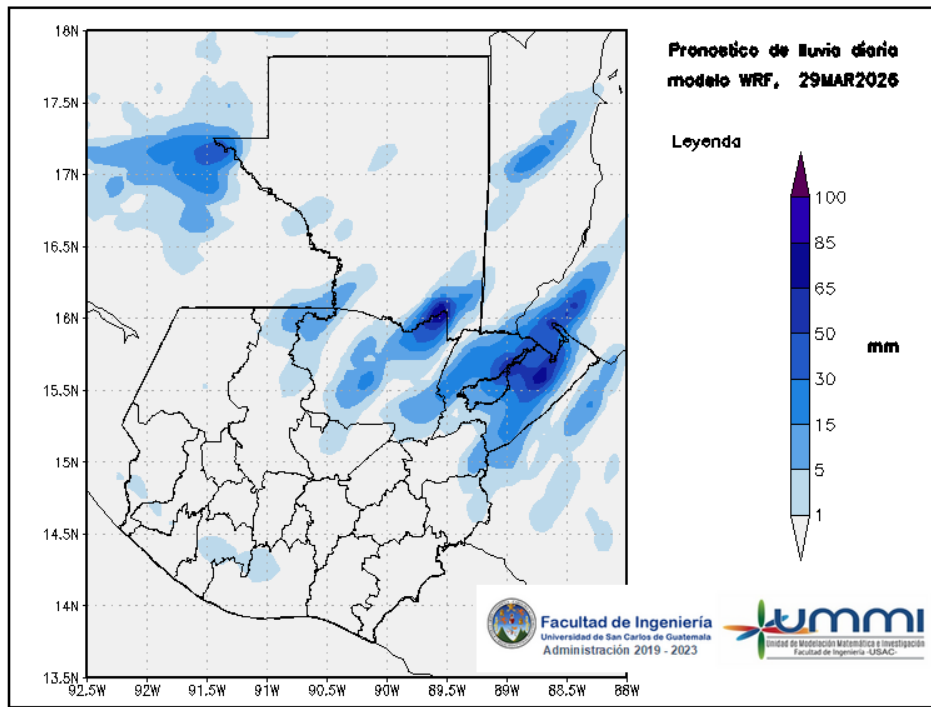 Pronostico de lluvia diaria
modelo WRF, 29MAR2026
Leyenda
100
85
65
50
30
15
5
1
mm
18N
17.5N
17N
16.5N
16N
15.5N
15N
14.5N
14N
13.5N
92.5W
92W
91.5W
91W
90.5W
90W
89.5W
89W
88.5W
88W
Facultad de Ingeniería
Universidad de San Carlos de Guatemala
Administración 2019 - 2023
UMMI
Unidad de Modelación Matemática e Investigación
Facultad de Ingeniería -USAC-